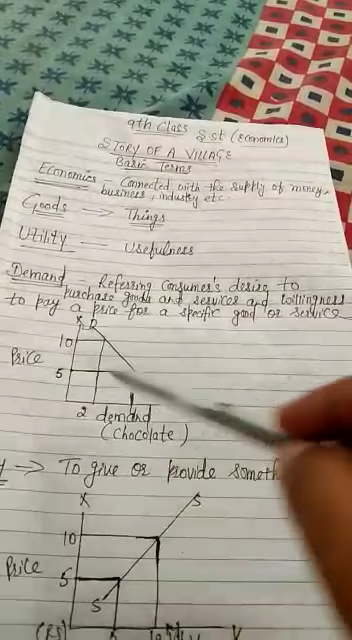 9th Class S.st (Economics)
STORY OF A VILLAGE
Basic Terms
Economics - Connected with the supply of money,
business, industry etc
Goods → Things
Utility — Usefulness
Demand - Referring consumer's desire to
purchase goods and services and willingness
to pay a price for a specific good or service
X D
10
Price
5
2 demand
(Chocolate)
→ To give or provide someth
X S
10
Price
5
S
(Rs)